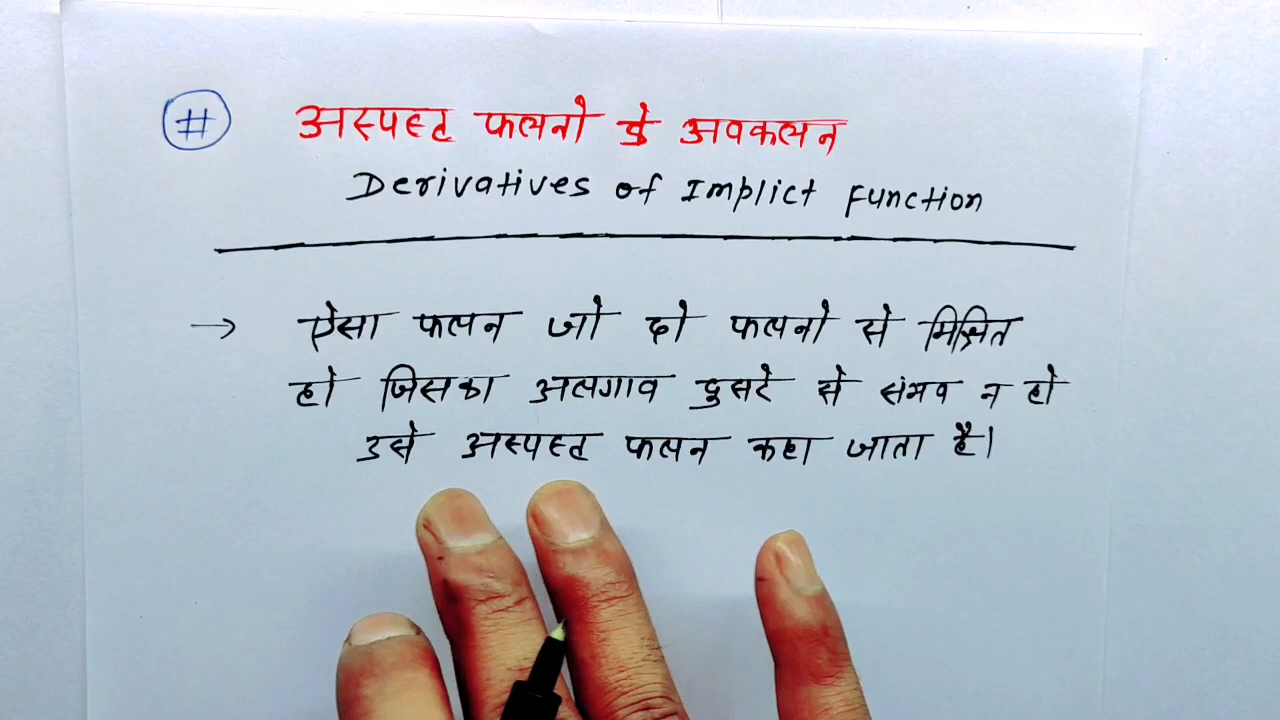 # अस्पष्ट फलनो के अवकलन
Derivatives of Implict Function
→ ऐसा फलन जो दो फलनो से मिश्रित
हो जिसका अलगाव दुसरे से संभव न हो
उसे अस्पष्ट फलन कहा जाता है।